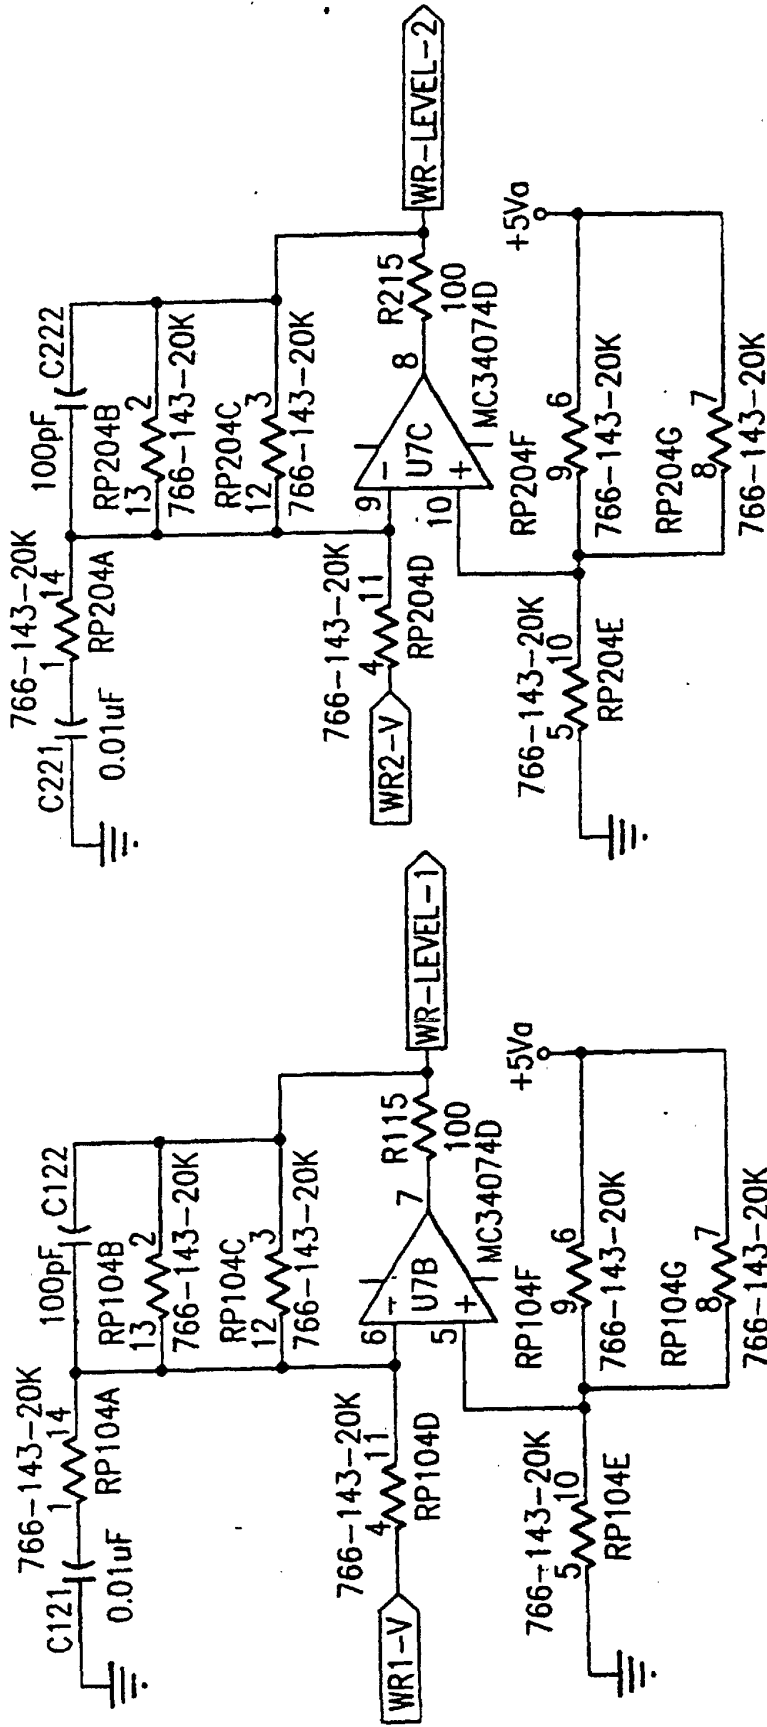 C121
0.01uF
766-143-20K
1
14
RP104A
100pF
C122
RP104B
13
2
766-143-20K
RP104C
12
3
766-143-20K
WR1-V
766-143-20K
4
11
RP104D
6
-
5
+
U7B
7
MC34074D
R115
100
WR-LEVEL-1
766-143-20K
5
10
RP104E
RP104F
9
6
766-143-20K
RP104G
8
7
766-143-20K
+5Va
C221
0.01uF
766-143-20K
1
14
RP204A
100pF
C222
RP204B
13
2
766-143-20K
RP204C
12
3
766-143-20K
WR2-V
766-143-20K
4
11
RP204D
9
-
10
+
U7C
8
MC34074D
R215
100
WR-LEVEL-2
766-143-20K
5
10
RP204E
RP204F
9
6
766-143-20K
RP204G
8
7
766-143-20K
+5Va